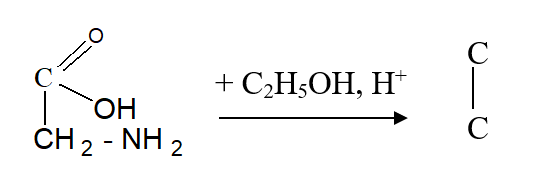 O
C
OH
CH₂ - NH₂
+ C₂H₅OH, H⁺
C
C